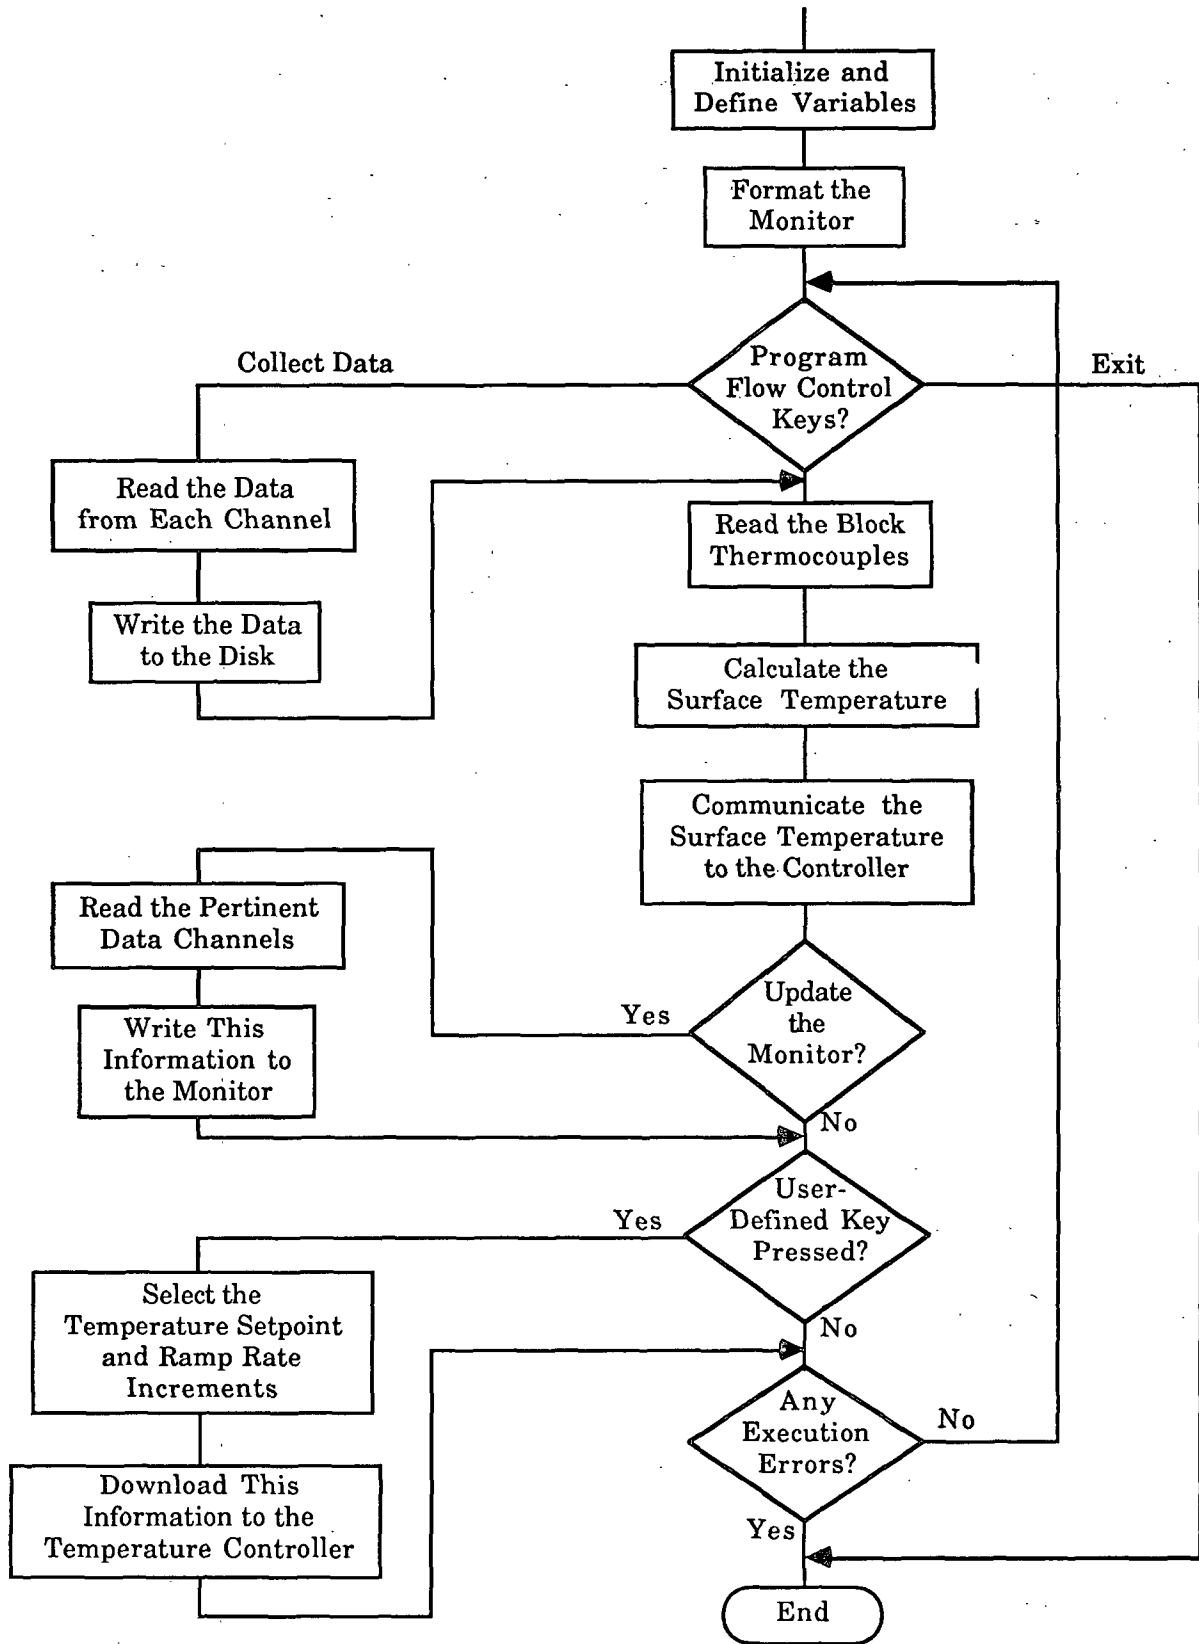 Initialize and
Define Variables
Format the
Monitor
Program
Flow Control
Keys?
Collect Data
Exit
Read the Data
from Each Channel
Write the Data
to the Disk
Read the Block
Thermocouples
Calculate the
Surface Temperature
Communicate the
Surface Temperature
to the Controller
Update
the
Monitor?
Yes
No
Read the Pertinent
Data Channels
Write This
Information to
the Monitor
User-
Defined Key
Pressed?
Yes
No
Select the
Temperature Setpoint
and Ramp Rate
Increments
Download This
Information to the
Temperature Controller
Any
Execution
Errors?
No
Yes
End